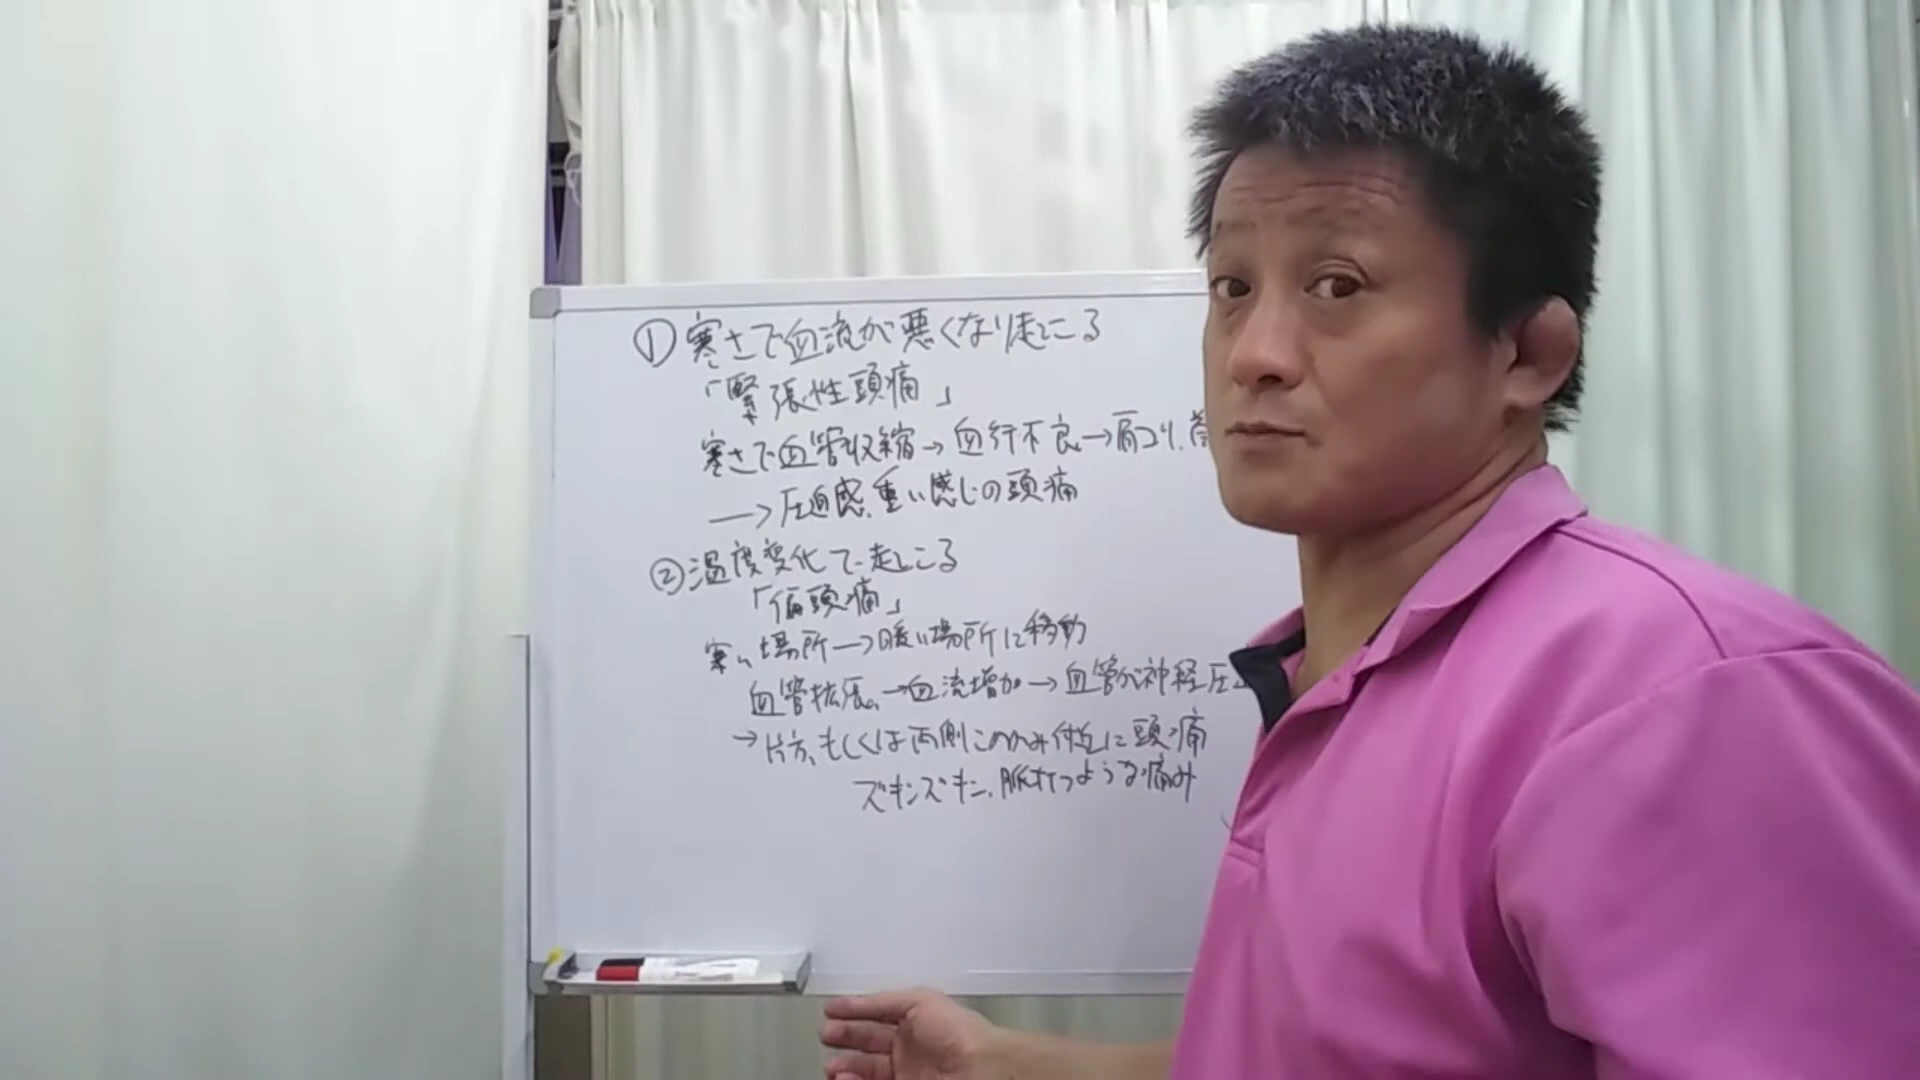 ①寒さで血流が悪くなり起こる
「緊張性頭痛」
寒さで血管収縮→血行不良→肩コリ、首
→圧迫感、重い感じの頭痛
②温度変化で起こる
「偏頭痛」
寒い場所→暖い場所に移動
血管拡張→血流増加→血管が神経圧迫
→片方、もしくは両側こめかみ付近に頭痛
ズキンズキン、脈打つような痛み